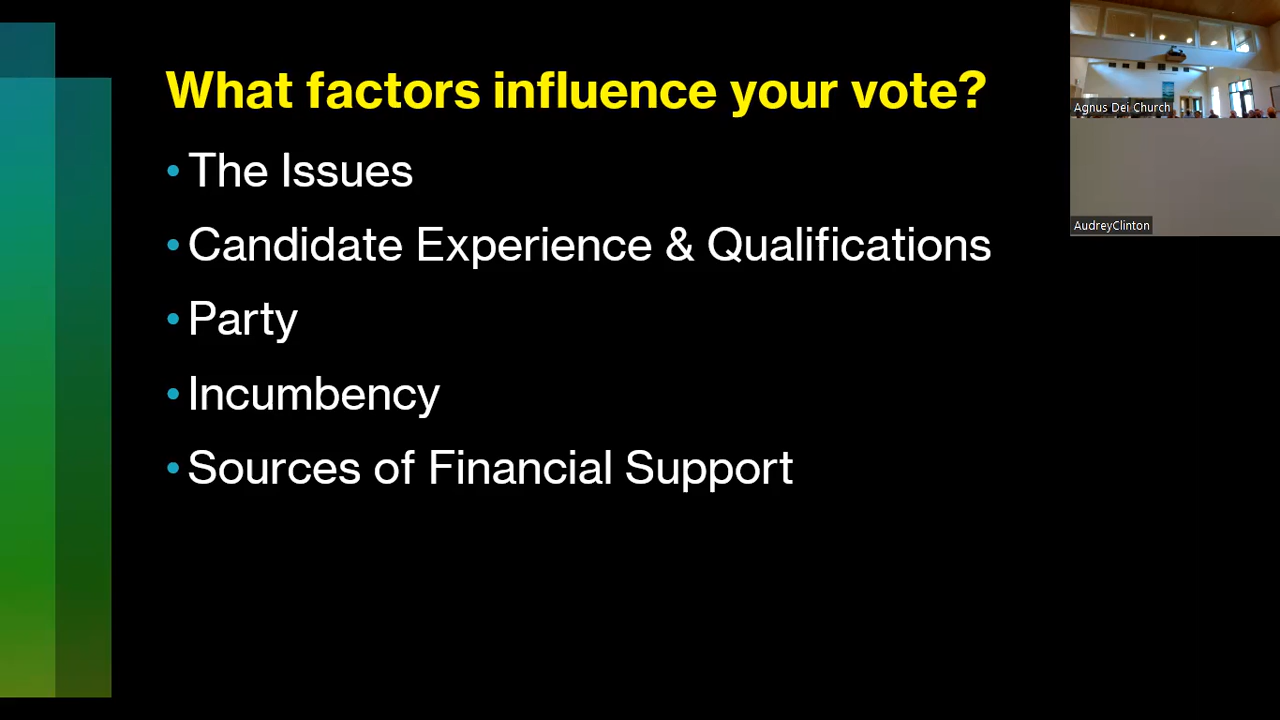 What factors influence your vote?
• The Issues
• Candidate Experience & Qualifications
• Party
• Incumbency
• Sources of Financial Support
Agnus Dei Church
AudreyClinton